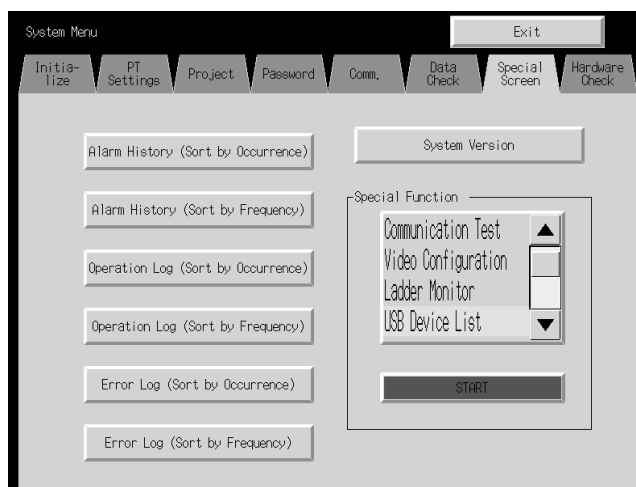 System Menu
Exit
Initia-
lize
PT
Settings
Project
Password
Comm.
Data
Check
Special
Screen
Hardware
Check
Alarm History (Sort by Occurrence)
Alarm History (Sort by Frequency)
Operation Log (Sort by Occurrence)
Operation Log (Sort by Frequency)
Error Log (Sort by Occurrence)
Error Log (Sort by Frequency)
System Version
Special Function
Communication Test
Video Configuration
Ladder Monitor
USB Device List
START